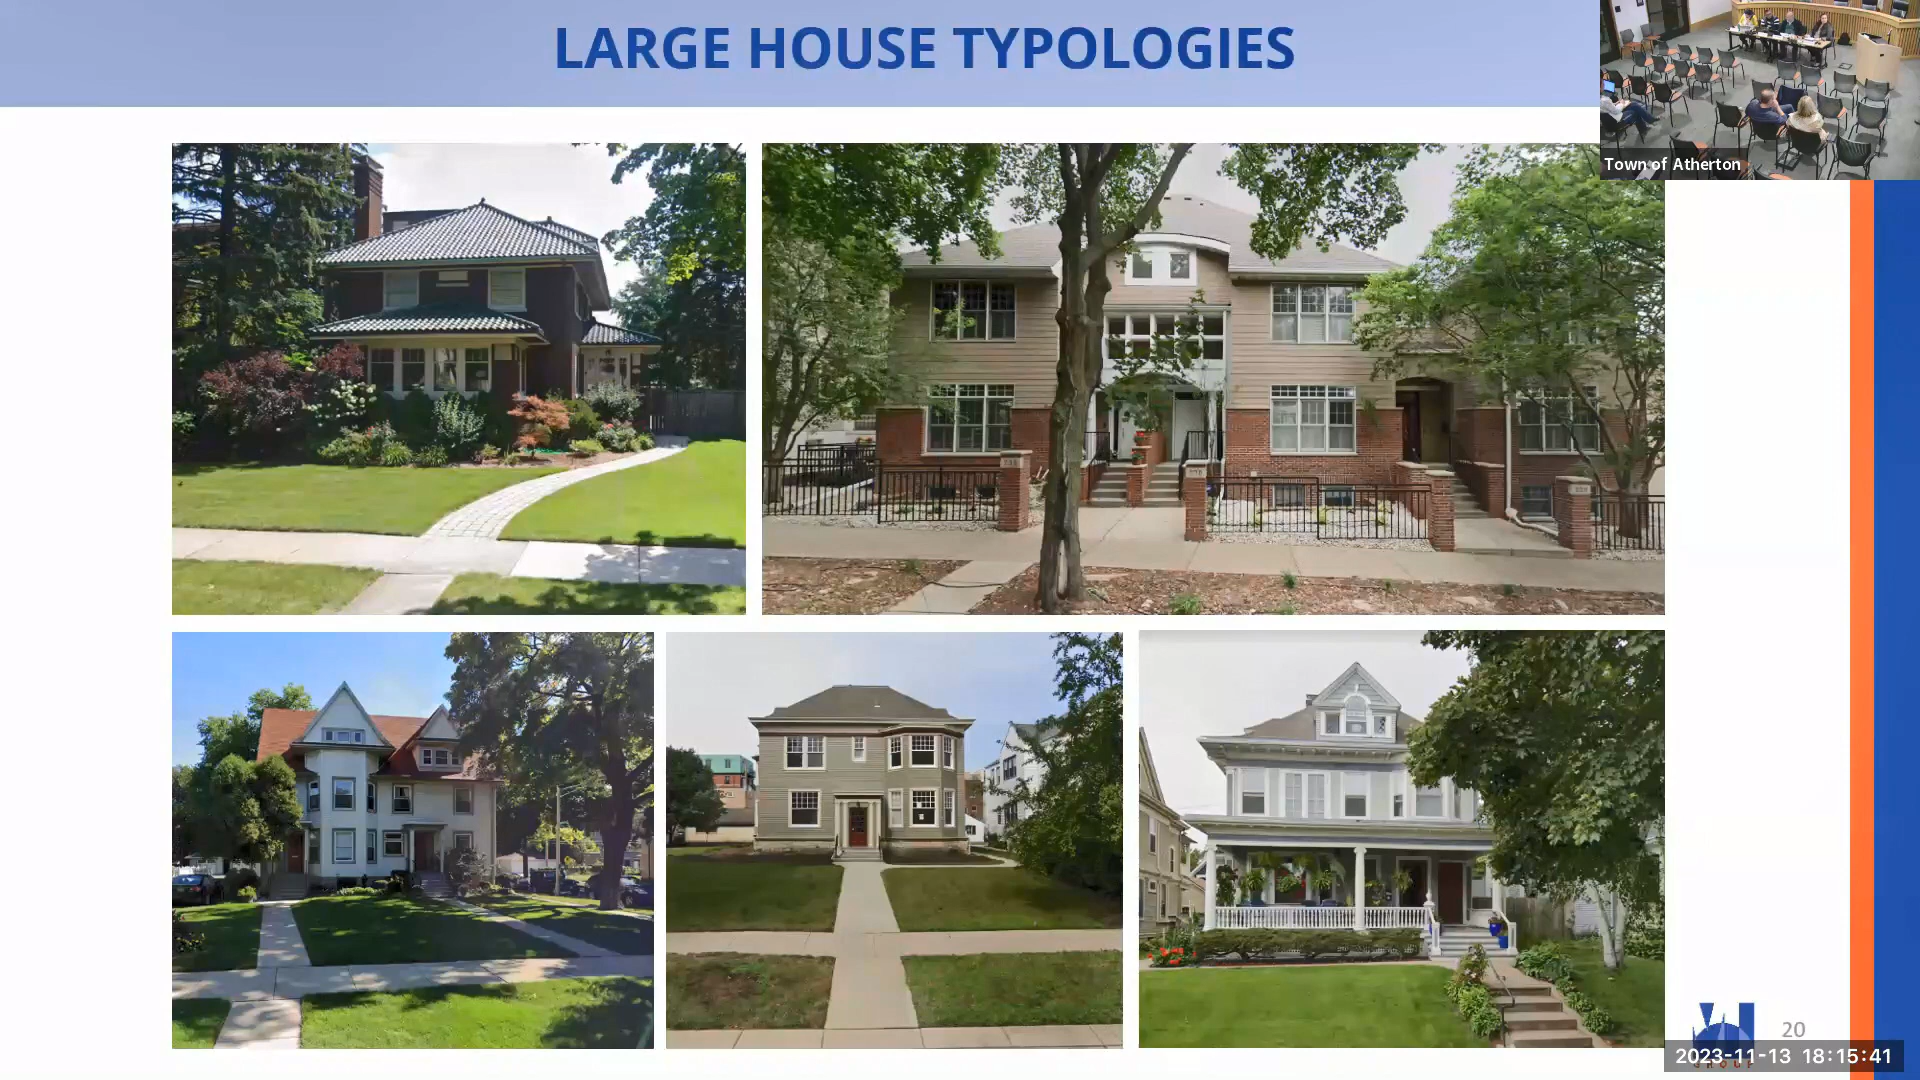 LARGE HOUSE TYPOLOGIES
Town of Atherton
20
2023-11-13 18:15:41